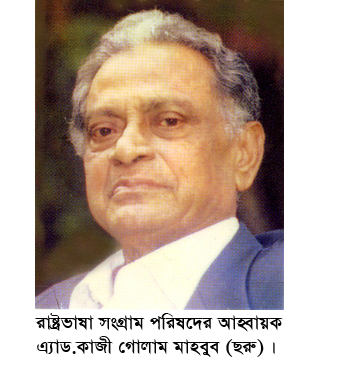 রাষ্ট্রভাষা সংগ্রাম পরিষদের আহ্বায়ক
এ্যাড.কাজী গোলাম মাহবুব (ছরু) ।